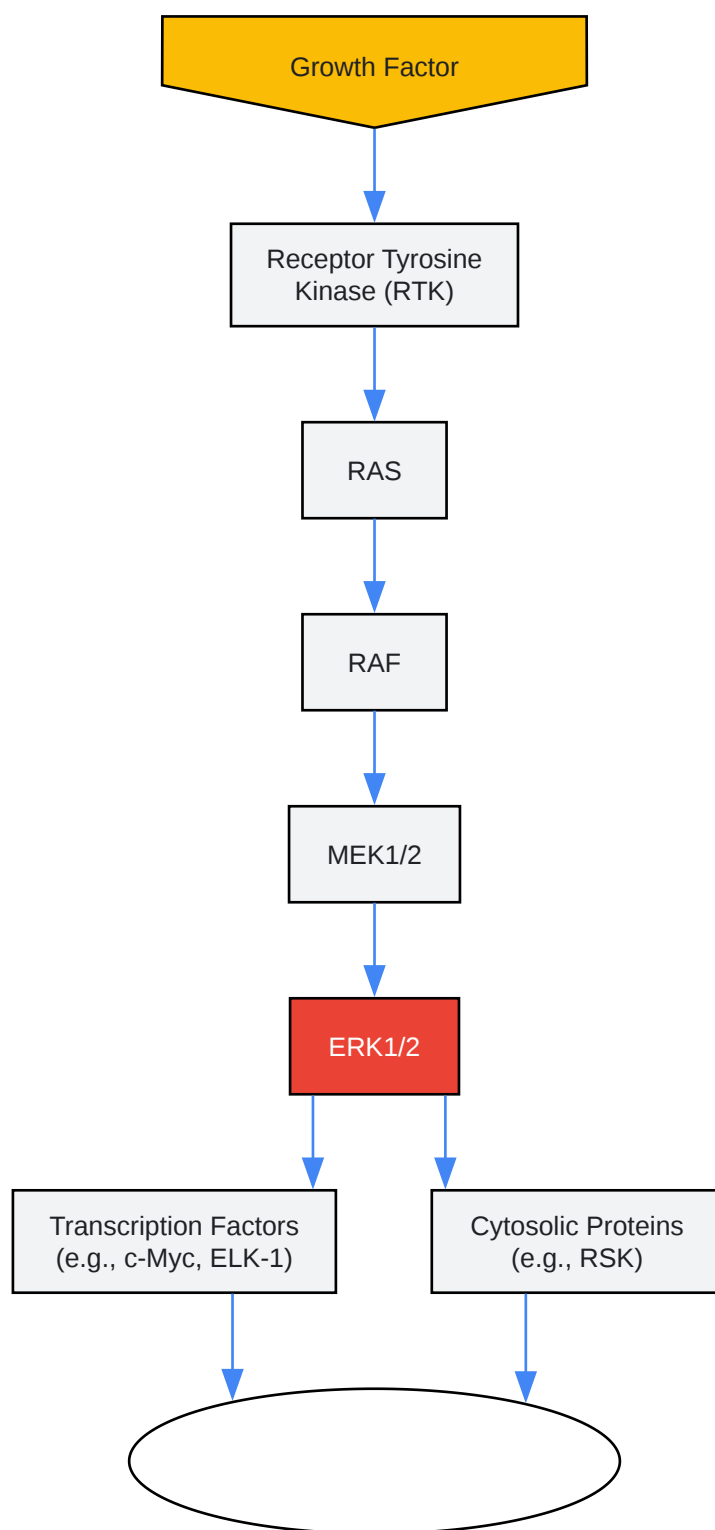 Growth Factor
Receptor Tyrosine
Kinase (RTK)
RAS
RAF
MEK1/2
ERK1/2
Transcription Factors
(e.g., c-Myc, ELK-1)
Cytosolic Proteins
(e.g., RSK)